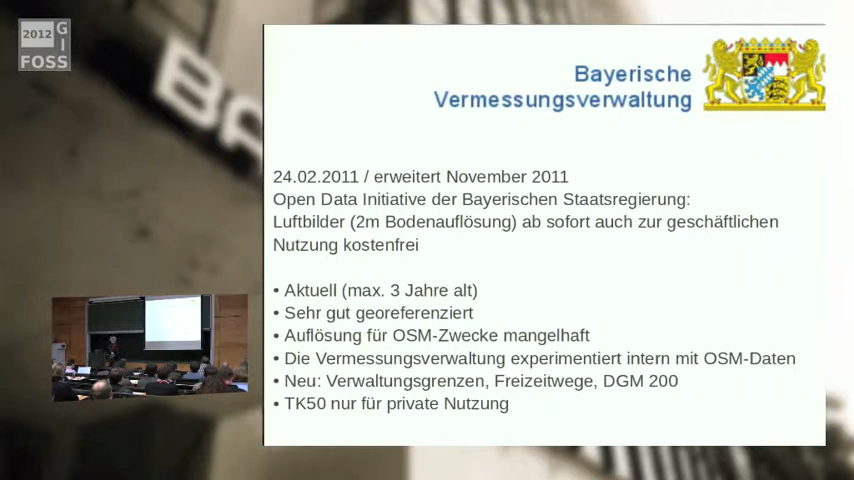 2012
G
I
FOSS
BA
Bayerische
Vermessungsverwaltung
24.02.2011 / erweitert November 2011
Open Data Initiative der Bayerischen Staatsregierung:
Luftbilder (2m Bodenauflösung) ab sofort auch zur geschäftlichen
Nutzung kostenfrei
• Aktuell (max. 3 Jahre alt)
• Sehr gut georeferenziert
• Auflösung für OSM-Zwecke mangelhaft
• Die Vermessungsverwaltung experimentiert intern mit OSM-Daten
• Neu: Verwaltungsgrenzen, Freizeitwege, DGM 200
• TK50 nur für private Nutzung